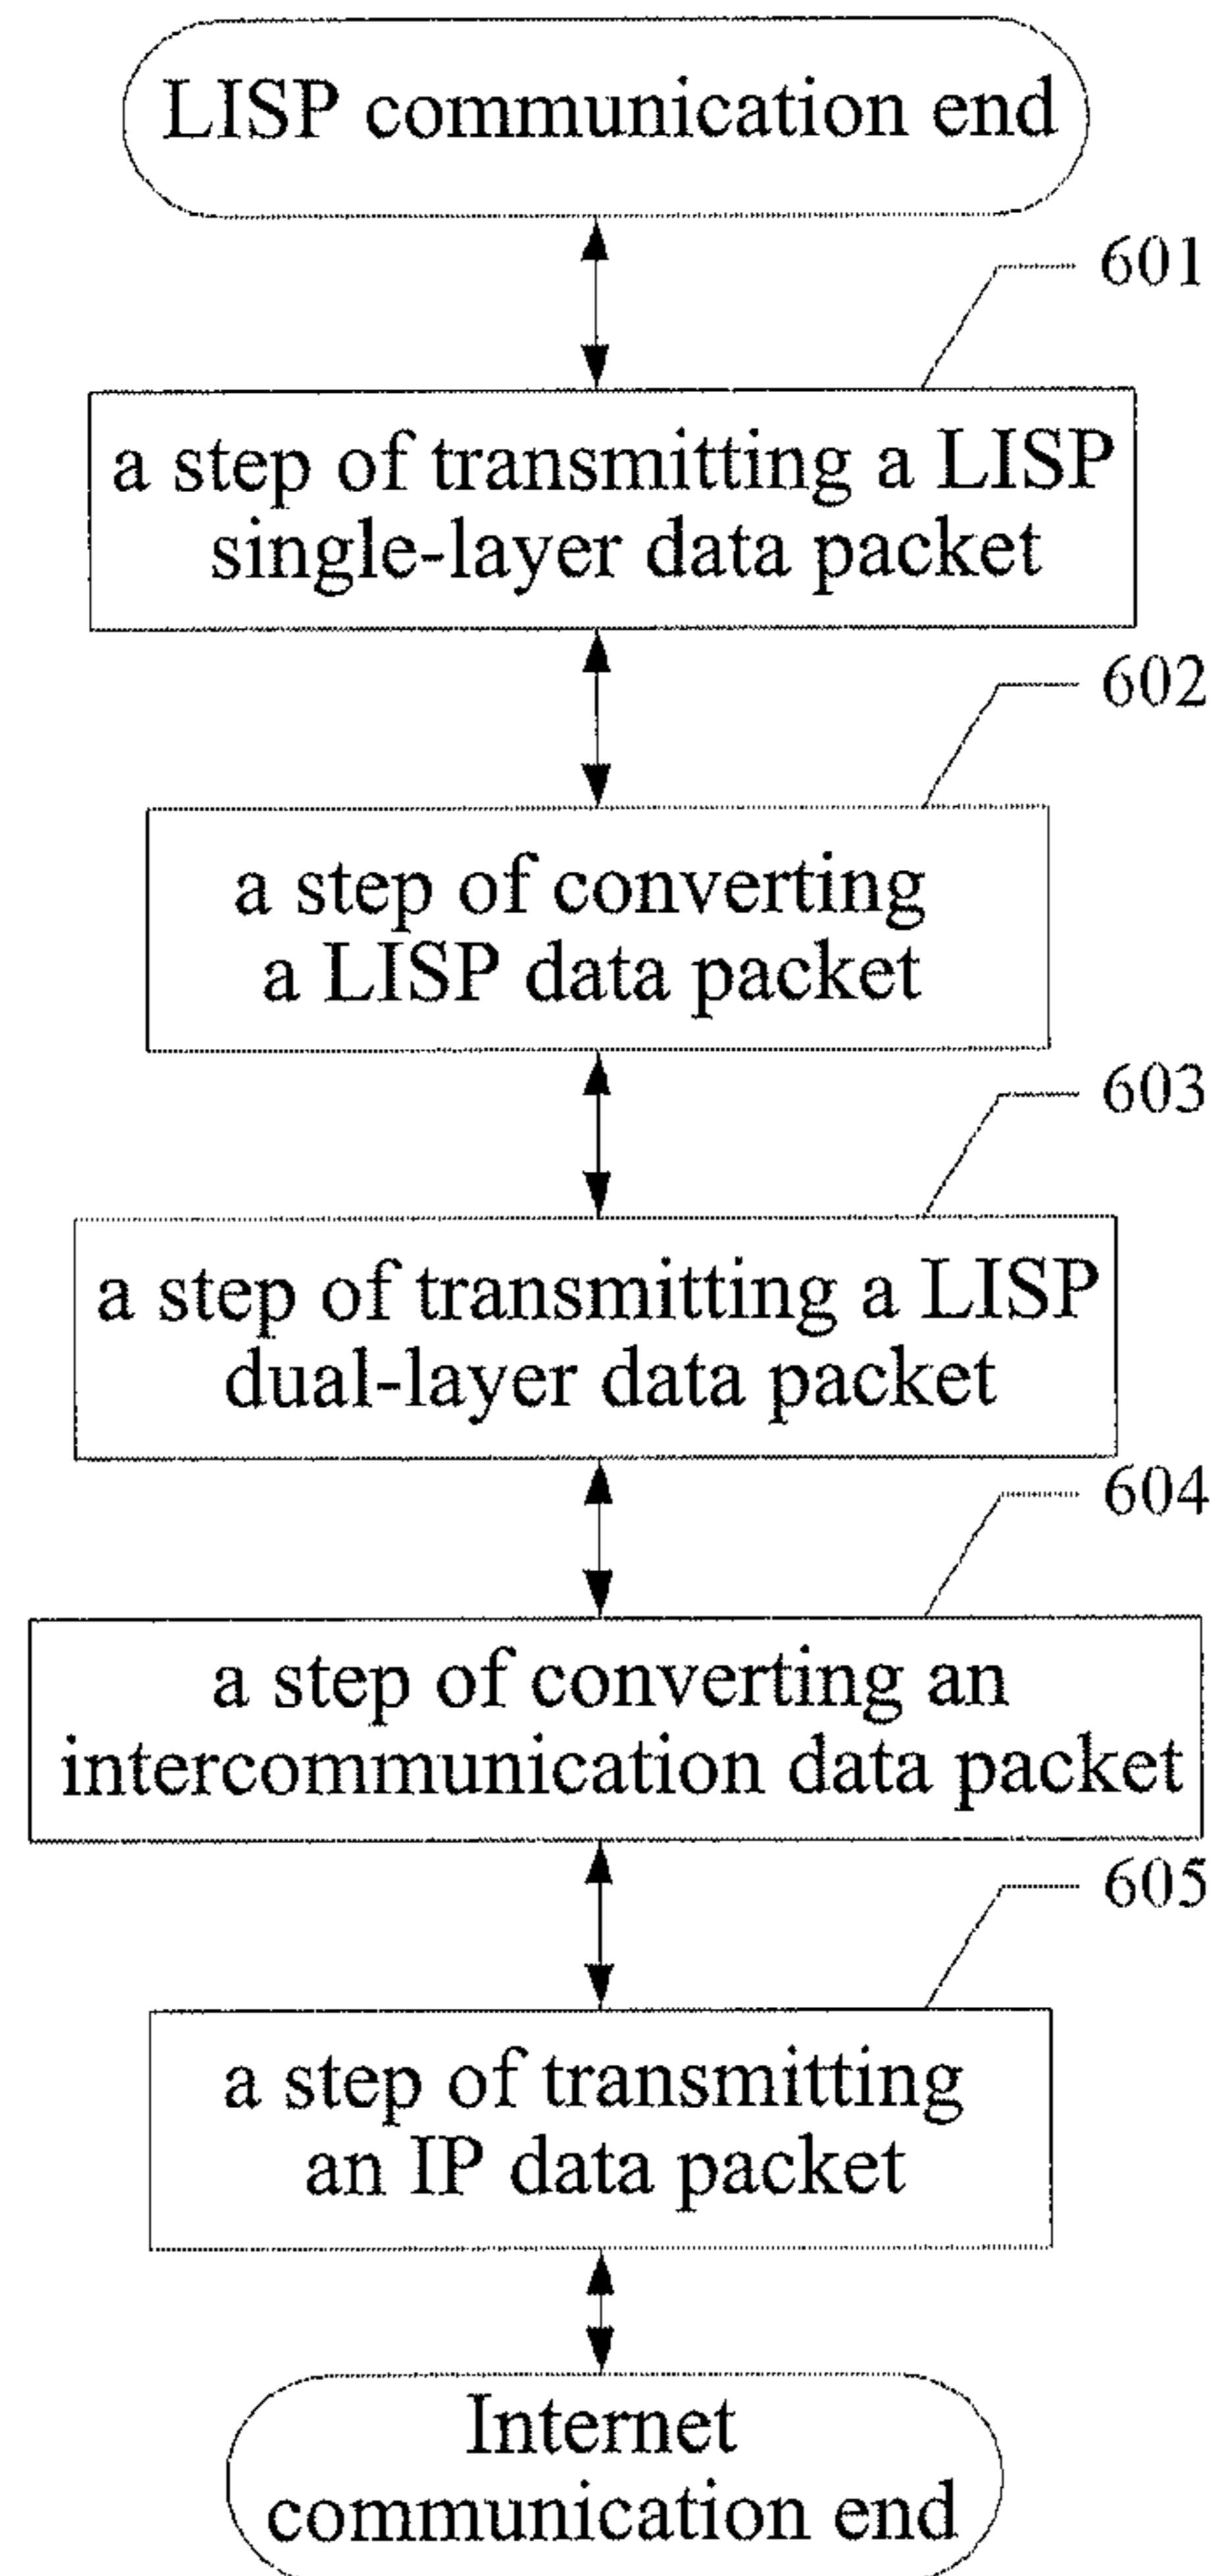 LISP communication end
601
a step of transmitting a LISP
single-layer data packet
602
a step of converting
a LISP data packet
603
a step of transmitting a LISP
dual-layer data packet
604
a step of converting an
intercommunication data packet
605
a step of transmitting
an IP data packet
Internet
communication end